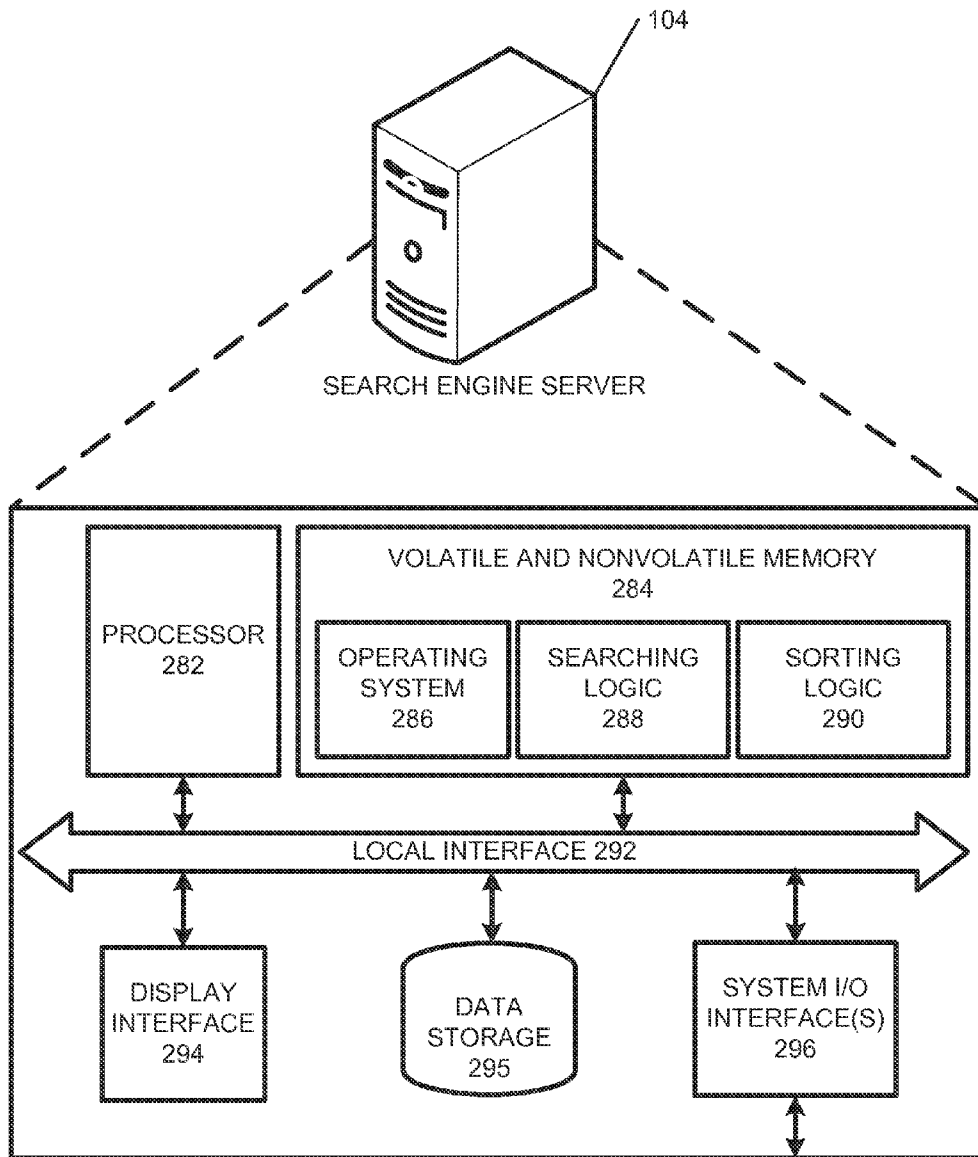 104
SEARCH ENGINE SERVER
VOLATILE AND NONVOLATILE MEMORY
284
PROCESSOR
282
OPERATING
SYSTEM
286
SEARCHING
LOGIC
288
SORTING
LOGIC
290
LOCAL INTERFACE 292
DISPLAY
INTERFACE
294
DATA
STORAGE
295
SYSTEM I/O
INTERFACE(S)
296